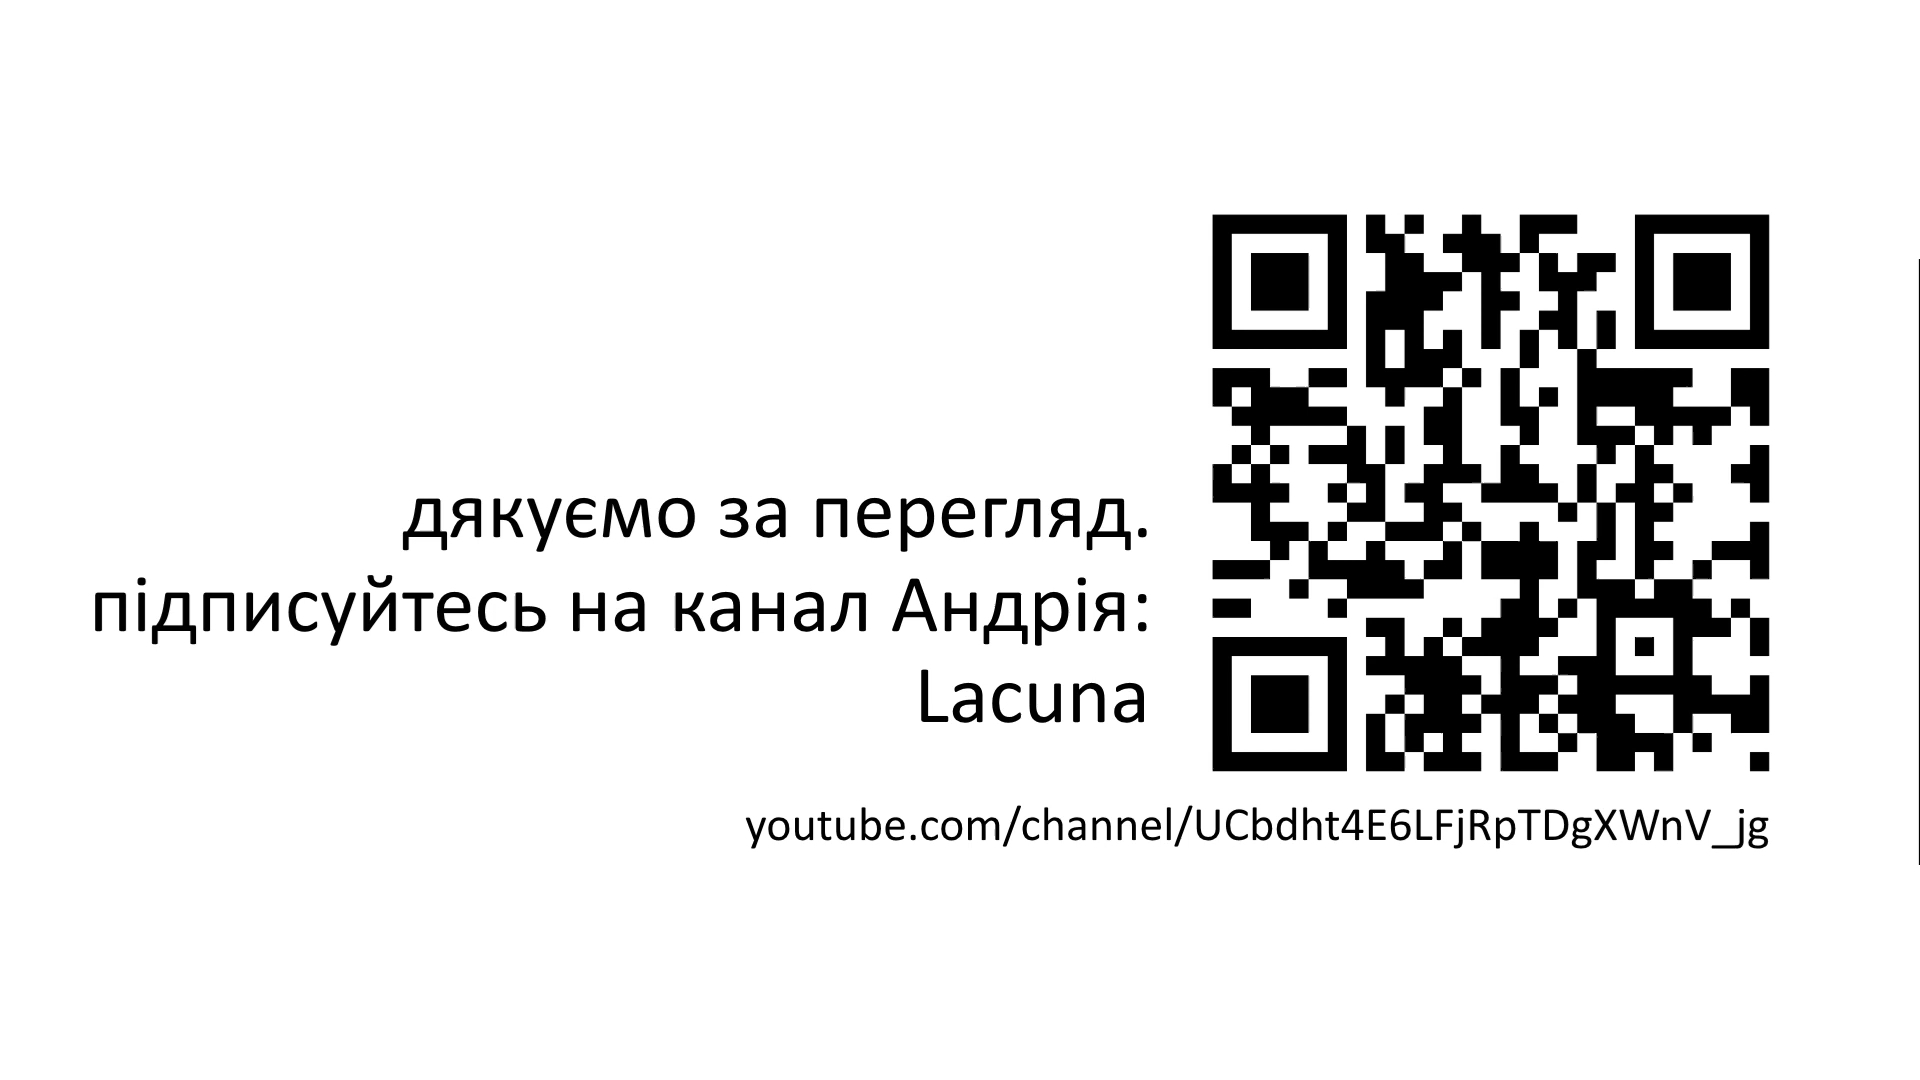 дякуємо за перегляд.
підписуйтесь на канал Андрія:
Lacuna
youtube.com/channel/UCbdht4E6LFjRpTDgXWnV_jg